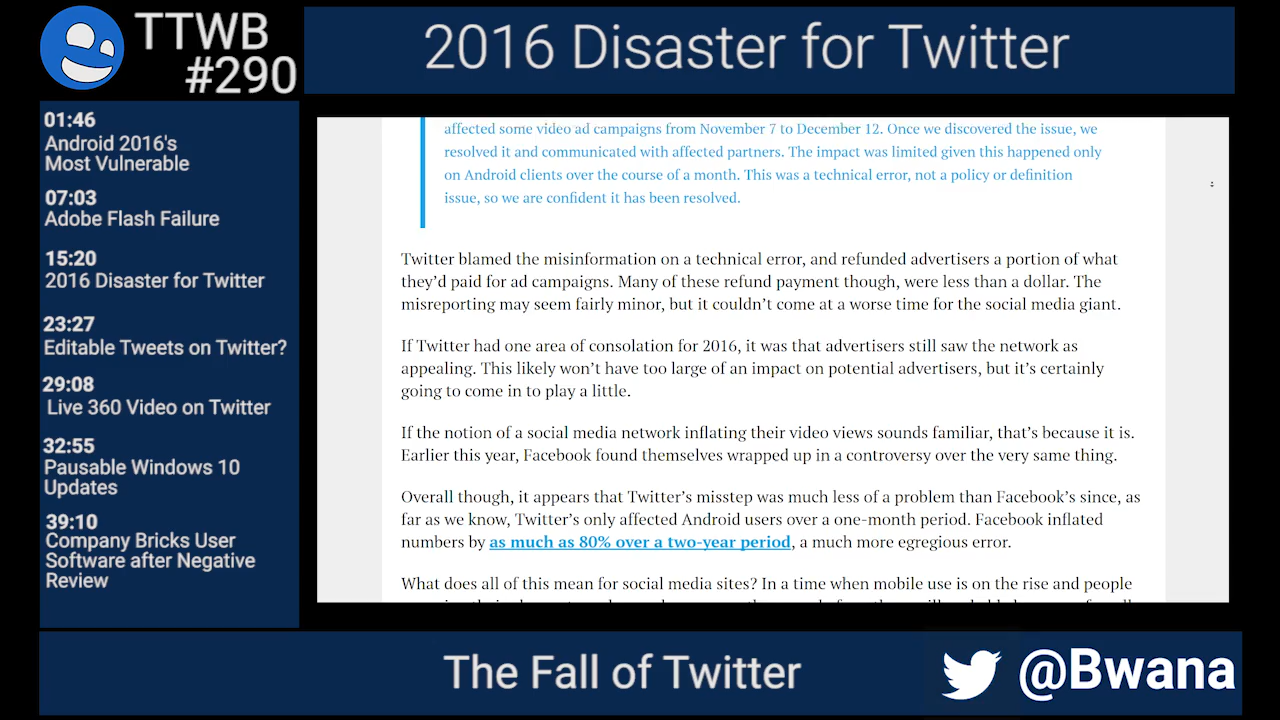 TTWB
#290
2016 Disaster for Twitter
01:46
Android 2016's
Most Vulnerable
07:03
Adobe Flash Failure
15:20
2016 Disaster for Twitter
23:27
Editable Tweets on Twitter?
29:08
Live 360 Video on Twitter
32:55
Pausable Windows 10
Updates
39:10
Company Bricks User
Software after Negative
Review
affected some video ad campaigns from November 7 to December 12. Once we discovered the issue, we
resolved it and communicated with affected partners. The impact was limited given this happened only
on Android clients over the course of a month. This was a technical error, not a policy or definition
issue, so we are confident it has been resolved.
Twitter blamed the misinformation on a technical error, and refunded advertisers a portion of what
they’d paid for ad campaigns. Many of these refund payment though, were less than a dollar. The
misreporting may seem fairly minor, but it couldn’t come at a worse time for the social media giant.
If Twitter had one area of consolation for 2016, it was that advertisers still saw the network as
appealing. This likely won’t have too large of an impact on potential advertisers, but it’s certainly
going to come in to play a little.
If the notion of a social media network inflating their video views sounds familiar, that’s because it is.
Earlier this year, Facebook found themselves wrapped up in a controversy over the very same thing.
Overall though, it appears that Twitter’s misstep was much less of a problem than Facebook’s since, as
far as we know, Twitter’s only affected Android users over a one-month period. Facebook inflated
numbers by as much as 80% over a two-year period, a much more egregious error.
What does all of this mean for social media sites? In a time when mobile use is on the rise and people
The Fall of Twitter
@Bwana